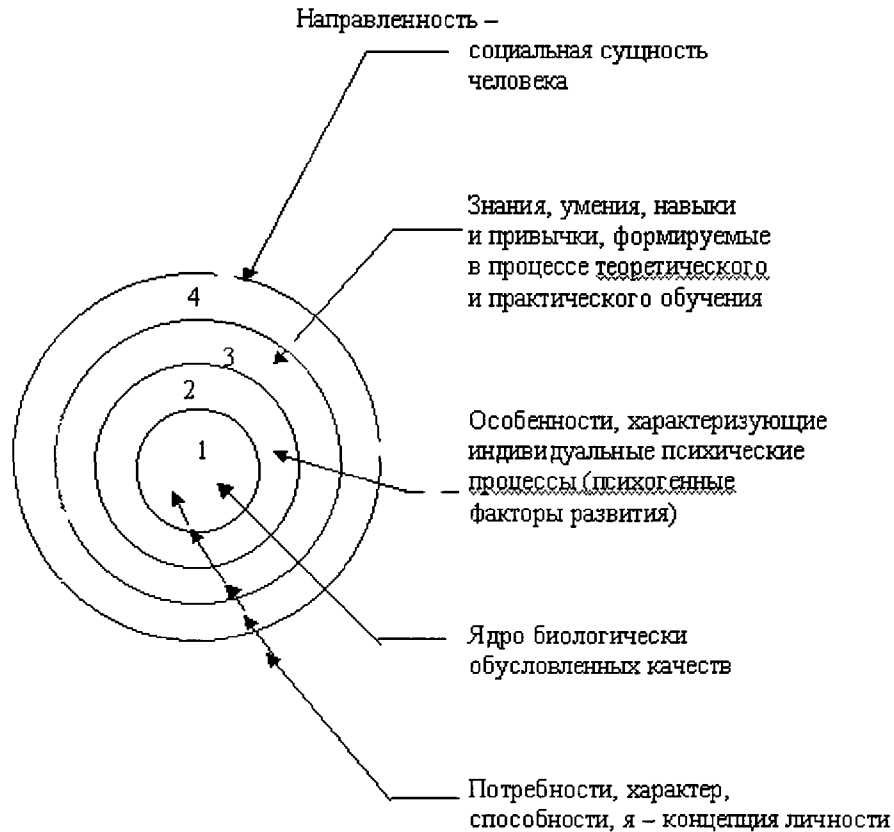 Направленность –
социальная сущность
человека
Знания, умения, навыки
и привычки, формируемые
в процессе теоретического
и практического обучения
4
3
2
1
Особенности, характеризующие
индивидуальные психические
процессы (психогенные
факторы развития)
Ядро биологически
обусловленных качеств
Потребности, характер,
способности, я – концепция личности